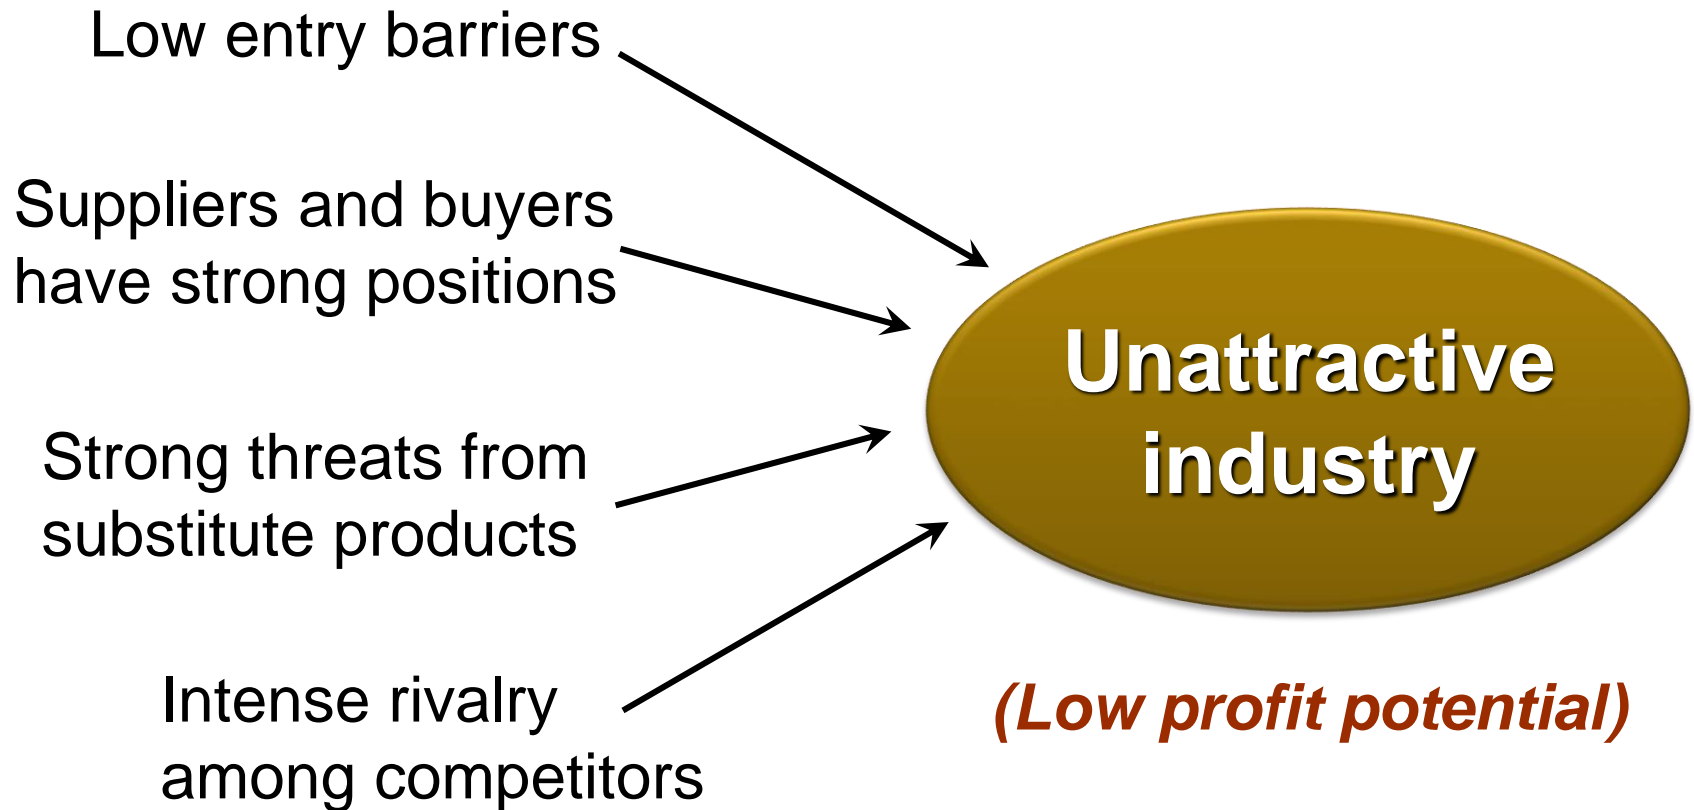 Low entry barriers
Suppliers and buyers
have strong positions
Strong threats from
substitute products
Intense rivalry
among competitors
Unattractive
industry
(Low profit potential)